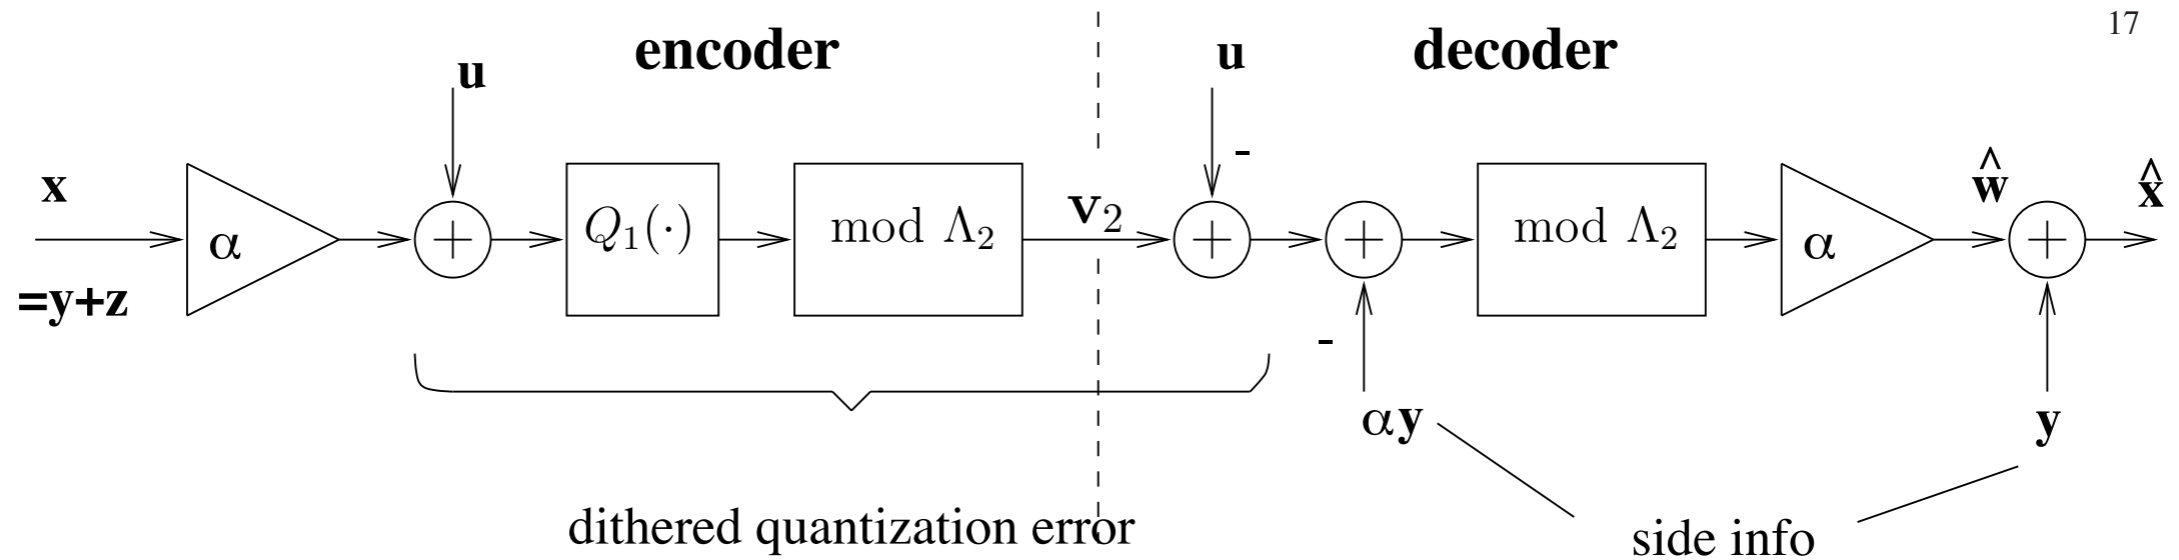 17
encoder
decoder
u
u
-
x
=y+z
α
+
Q₁(·)
mod Λ₂
v₂
+
+
-
mod Λ₂
α
ŵ
+
x̂
αy
y
dithered quantization error
side info